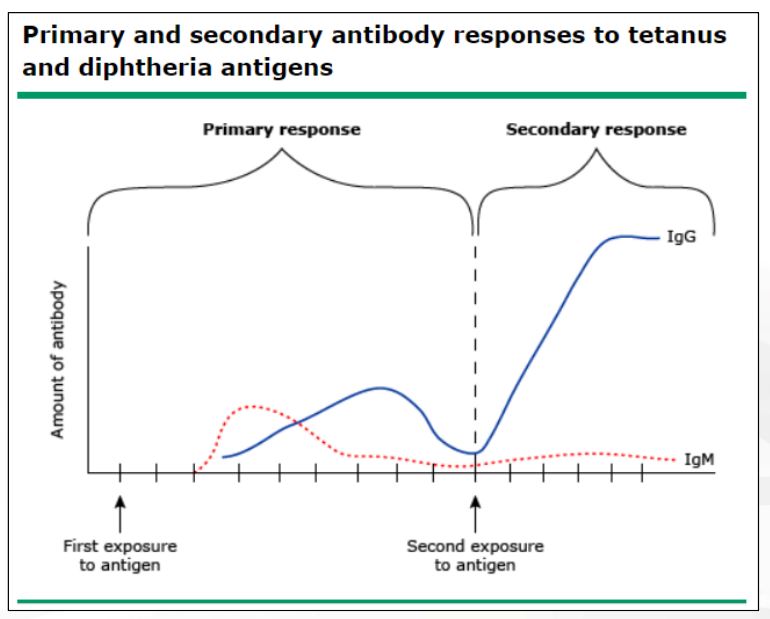 Primary and secondary antibody responses to tetanus
and diphtheria antigens
Primary response
Secondary response
IgG
Amount of antibody
IgM
First exposure
to antigen
Second exposure
to antigen